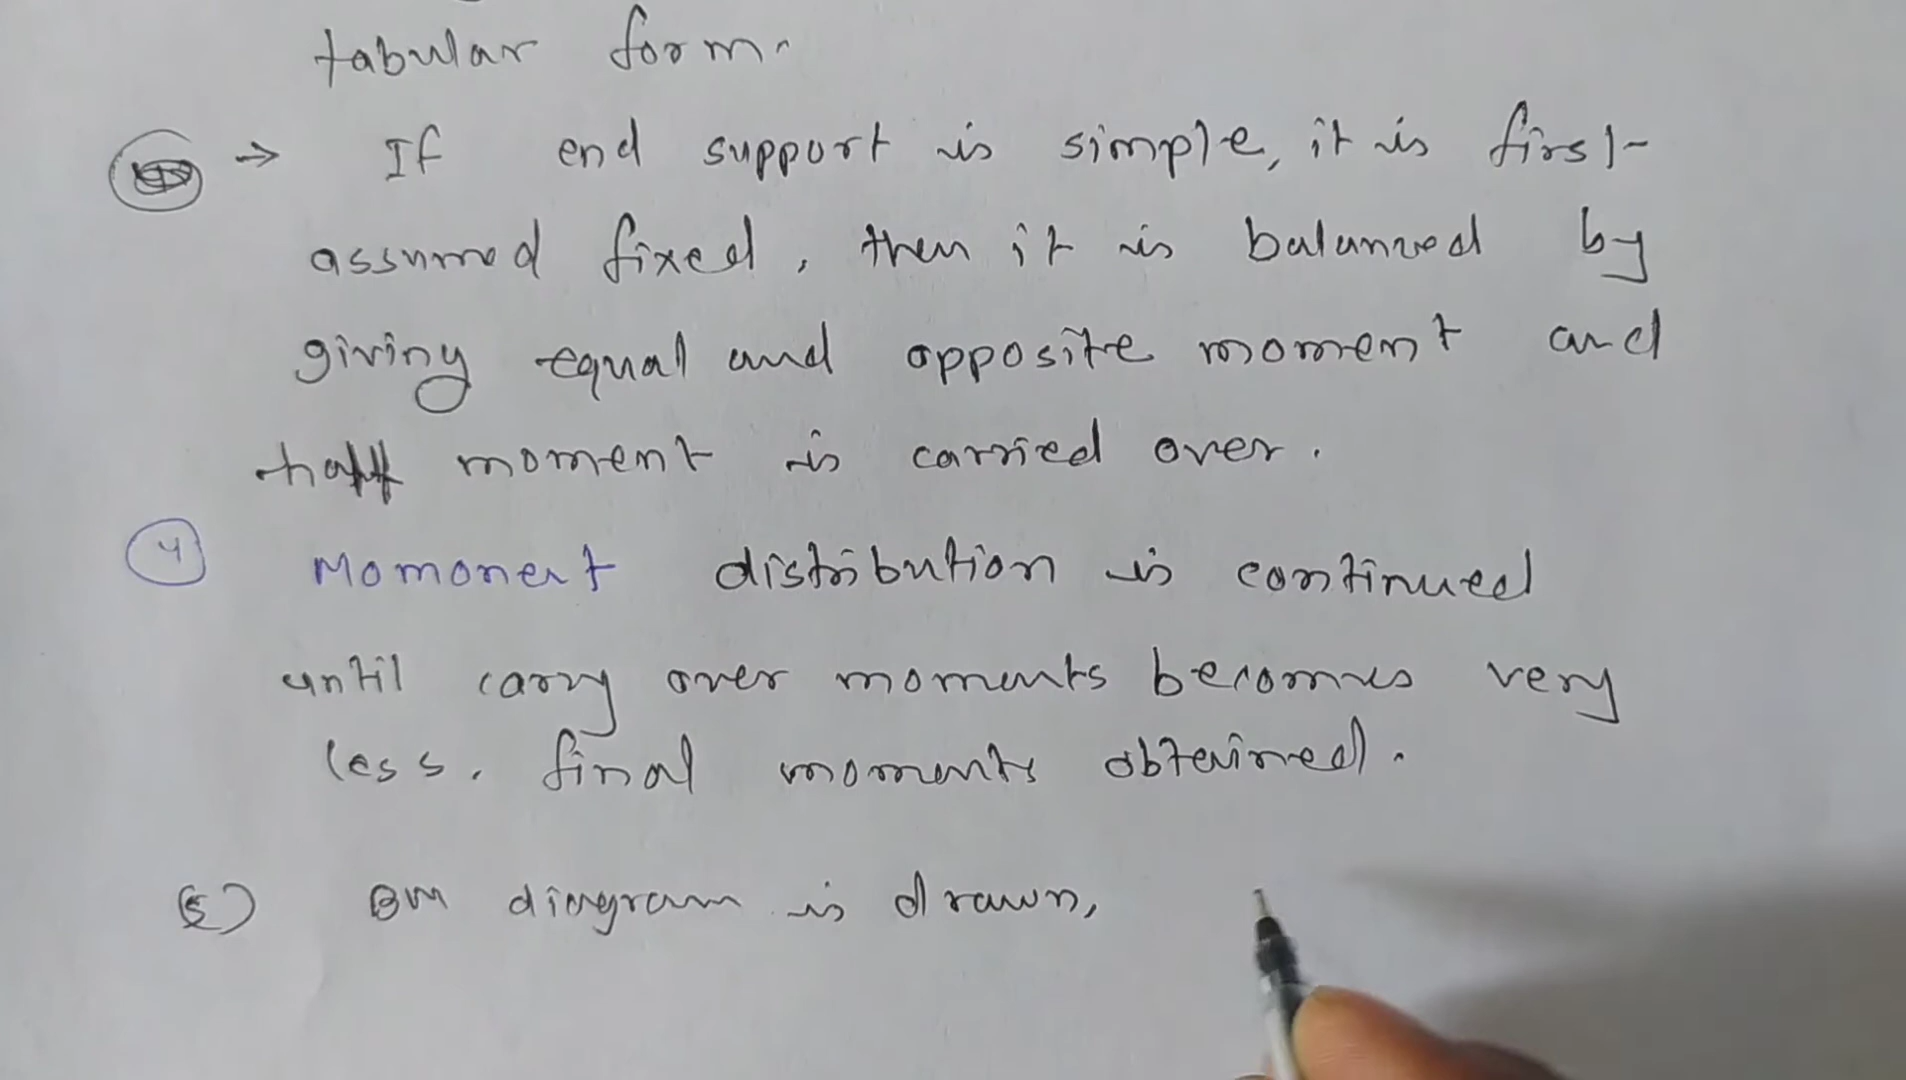 tabular form.
→ If end support is simple, it is first
assumed fixed, then it is balanced by
giving equal and opposite moment and
half moment is carried over.
④ Momonent distribution is continued
until carry over moments becomes very
less. final moments obtained.
(5) BM diagram is drawn,